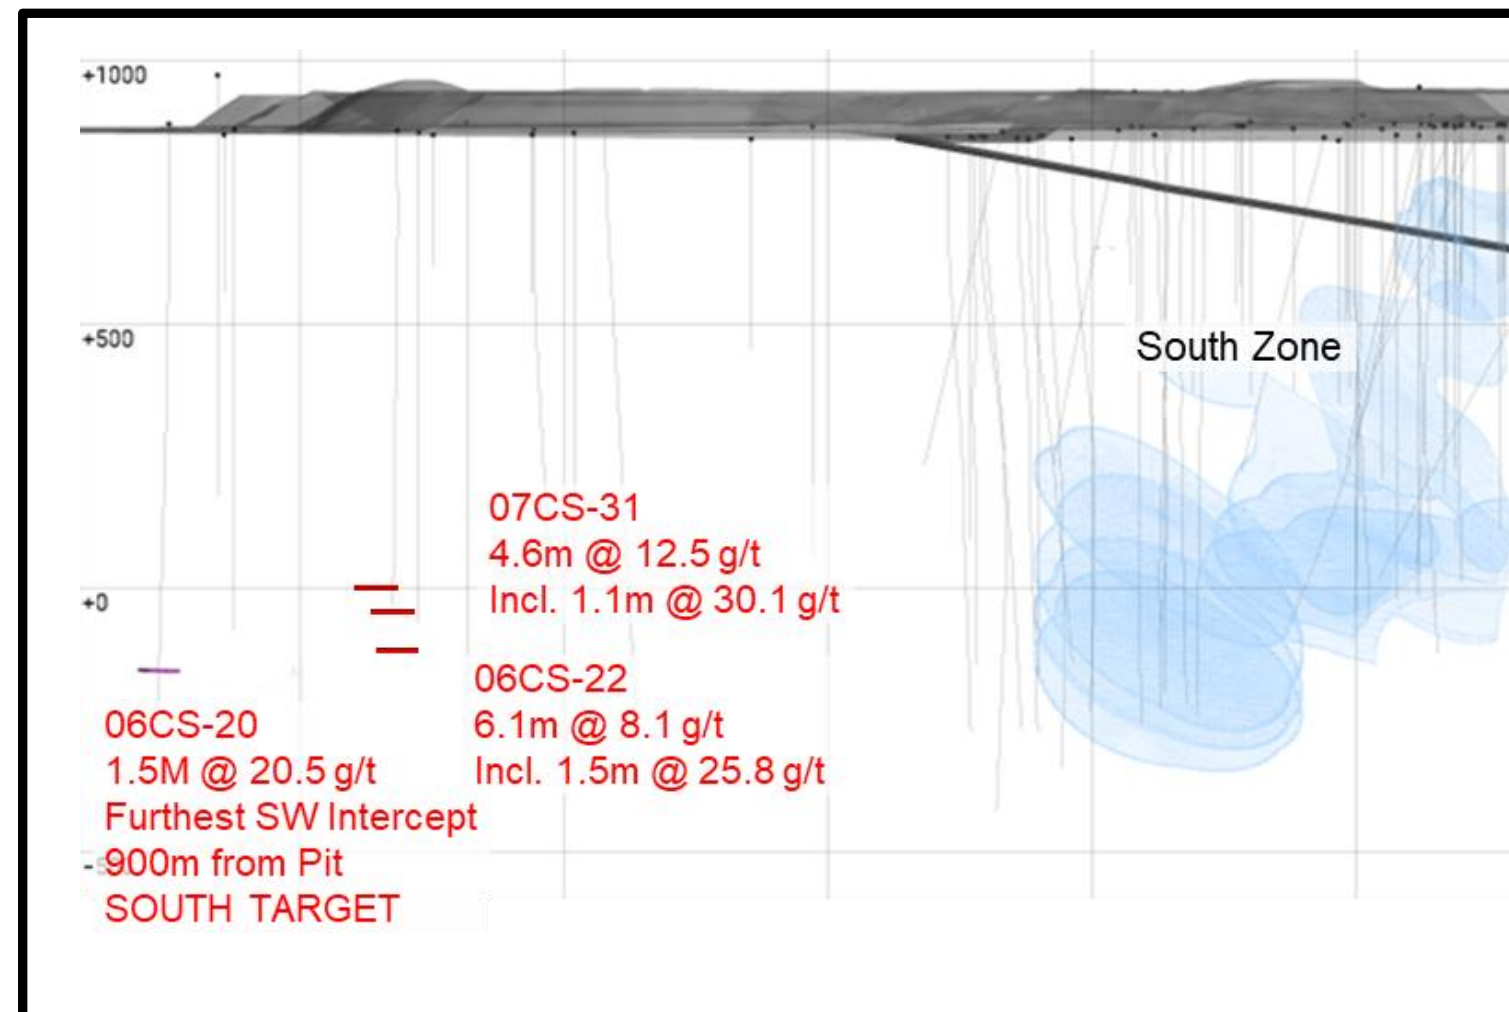 +1000
+500
South Zone
07CS-31
4.6m @ 12.5 g/t
Incl. 1.1m @ 30.1 g/t
+0
06CS-22
6.1m @ 8.1 g/t
Incl. 1.5m @ 25.8 g/t
06CS-20
1.5M @ 20.5 g/t
Furthest SW Intercept
900m from Pit
SOUTH TARGET